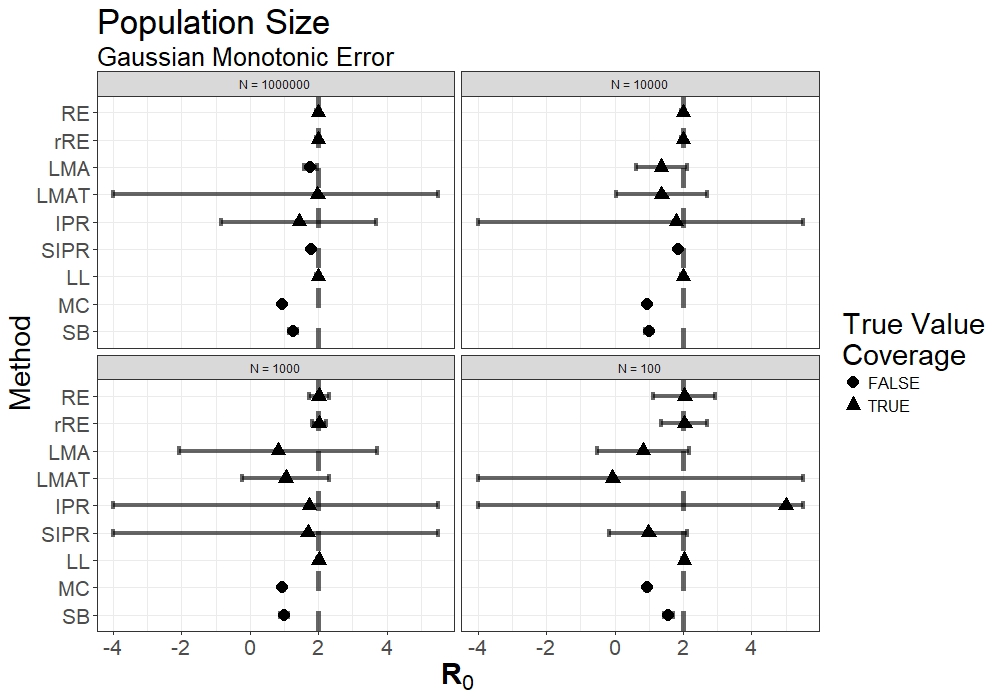 Population Size
Gaussian Monotonic Error
N = 1000000
N = 10000
RE
rRE
LMA
LMAT
IPR
SIPR
LL
MC
SB
N = 1000
N = 100
RE
rRE
LMA
LMAT
IPR
SIPR
LL
MC
SB
Method
-4 -2 0 2 4
-4 -2 0 2 4
R0
True Value
Coverage
FALSE
TRUE